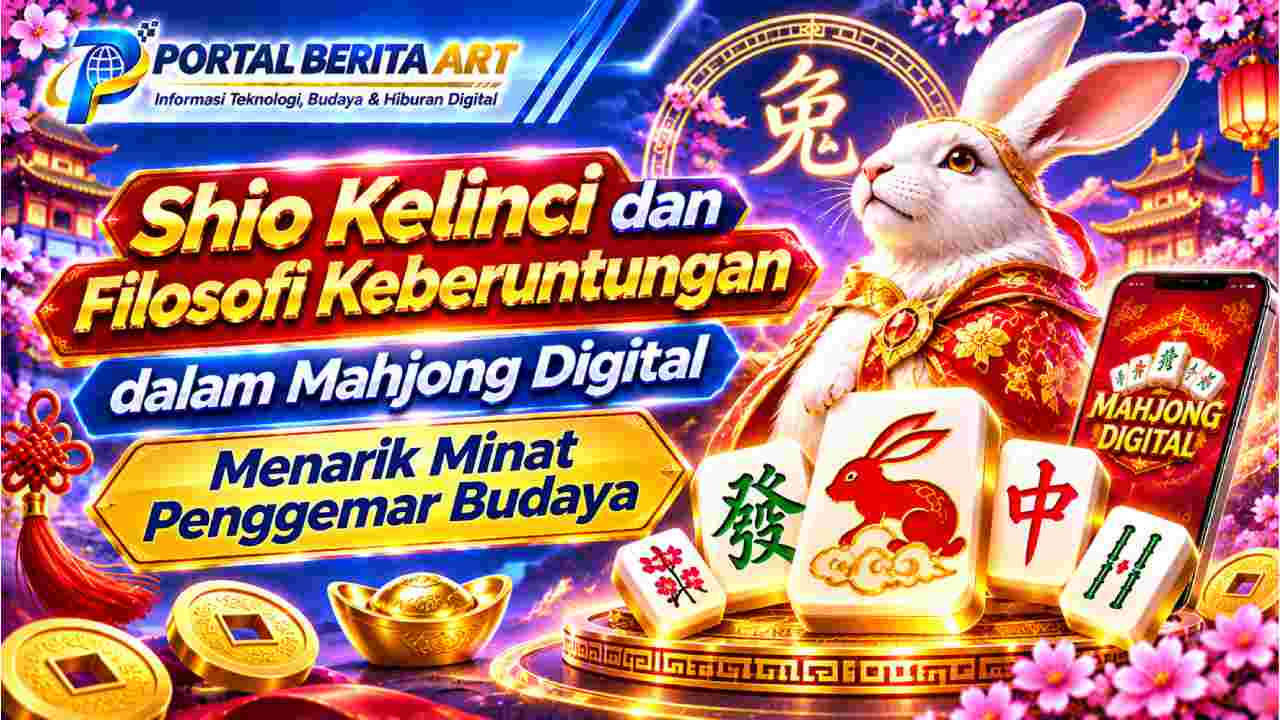 PORTAL BERITA ART
Informasi Teknologi, Budaya & Hiburan Digital
兔
Shio Kelinci dan
Filosofi Keberuntungan
dalam Mahjong Digital
Menarik Minat
Penggemar Budaya
發
中
發
MAHJONG
DIGITAL